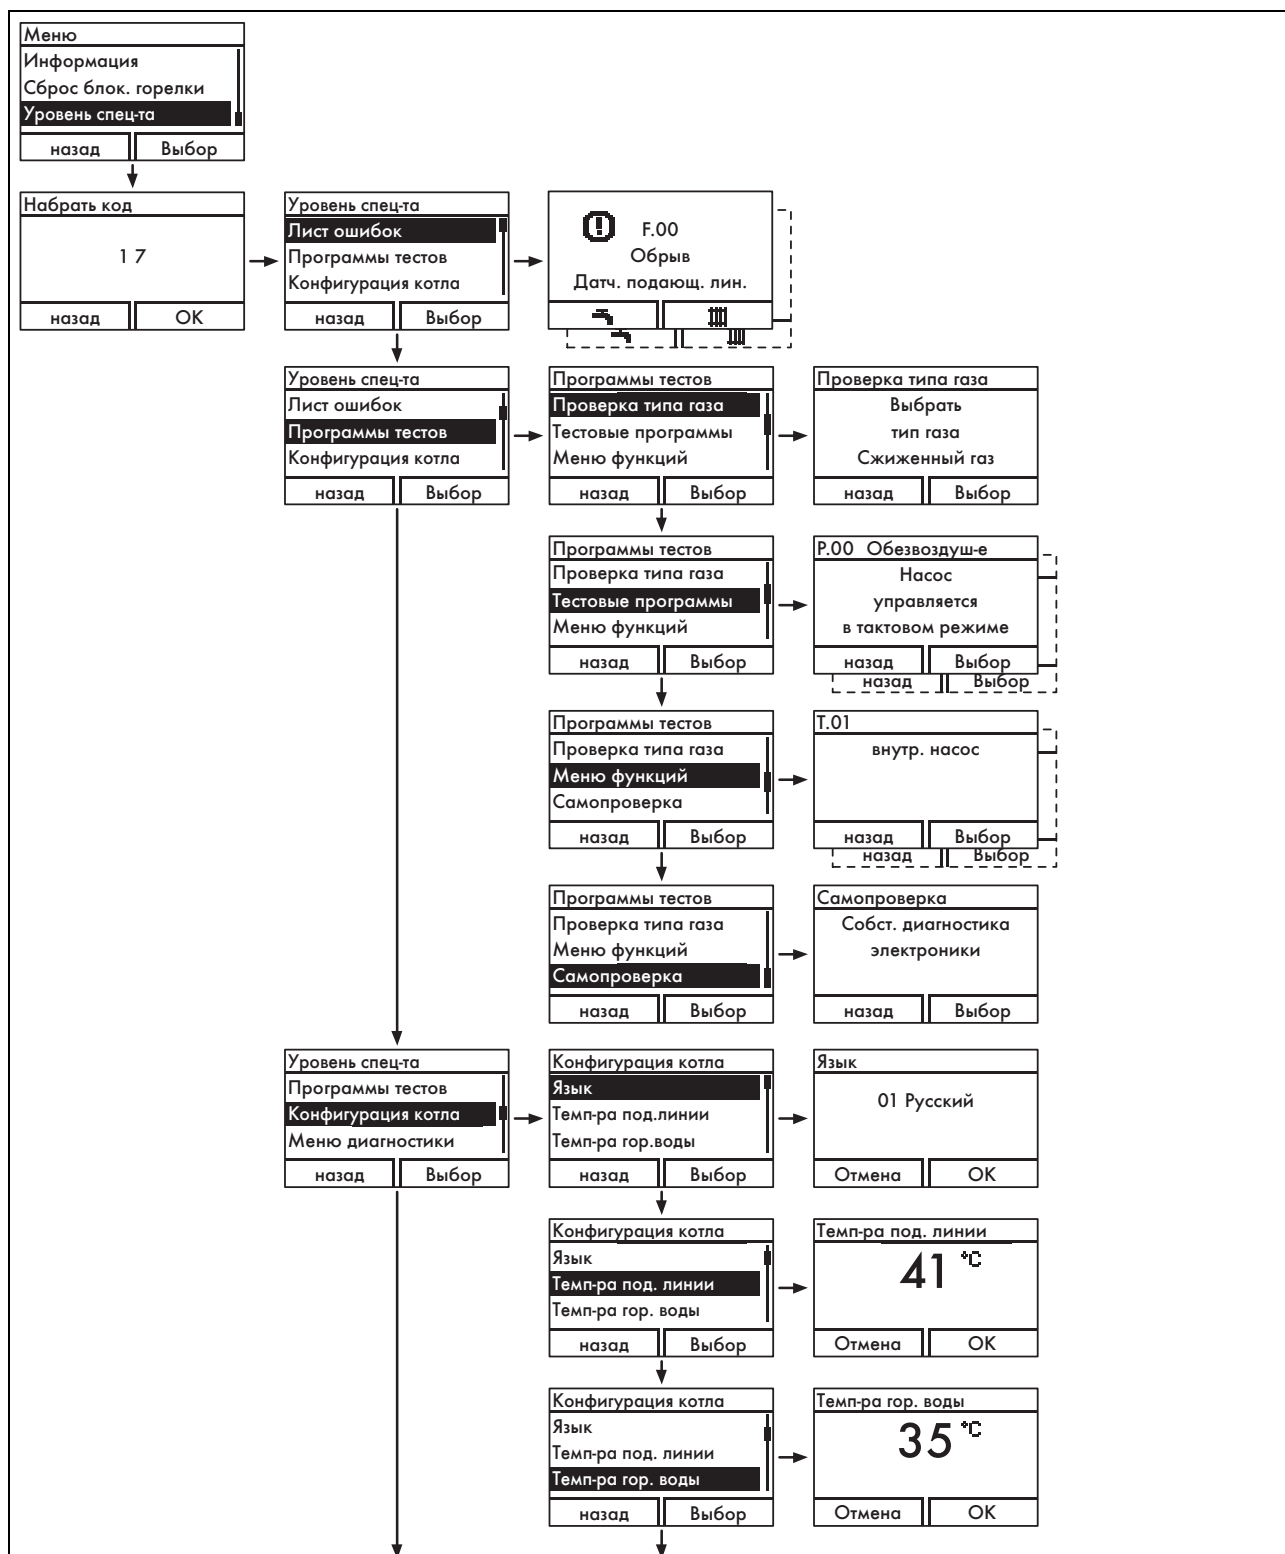 Меню
Информация
Сброс блок. горелки
Уровень спец-та
назад Выбор
Набрать код
1 7
назад OK
Уровень спец-та
Лист ошибок
Программы тестов
Конфигурация котла
назад Выбор
F.00
Обрыв
Датч. подающ. лин.
Уровень спец-та
Лист ошибок
Программы тестов
Конфигурация котла
назад Выбор
Программы тестов
Проверка типа газа
Тестовые программы
Меню функций
назад Выбор
Проверка типа газа
Выбрать
тип газа
Сжиженный газ
назад Выбор
Программы тестов
Проверка типа газа
Тестовые программы
Меню функций
назад Выбор
P.00 Обезвоздуш-е
Насос
управляется
в тактовом режиме
назад Выбор
назад Выбор
Программы тестов
Проверка типа газа
Меню функций
Самопроверка
назад Выбор
T.01
внутр. насос
назад Выбор
назад Выбор
Программы тестов
Проверка типа газа
Меню функций
Самопроверка
назад Выбор
Самопроверка
Собст. диагностика
электроники
назад Выбор
Уровень спец-та
Программы тестов
Конфигурация котла
Меню диагностики
назад Выбор
Конфигурация котла
Язык
Темп-ра под.линии
Темп-ра гор.воды
назад Выбор
Язык
01 Русский
Отмена OK
Конфигурация котла
Язык
Темп-ра под. линии
Темп-ра гор. воды
назад Выбор
Темп-ра под. линии
41 °C
Отмена OK
Конфигурация котла
Язык
Темп-ра под. линии
Темп-ра гор. воды
назад Выбор
Темп-ра гор. воды
35 °C
Отмена OK